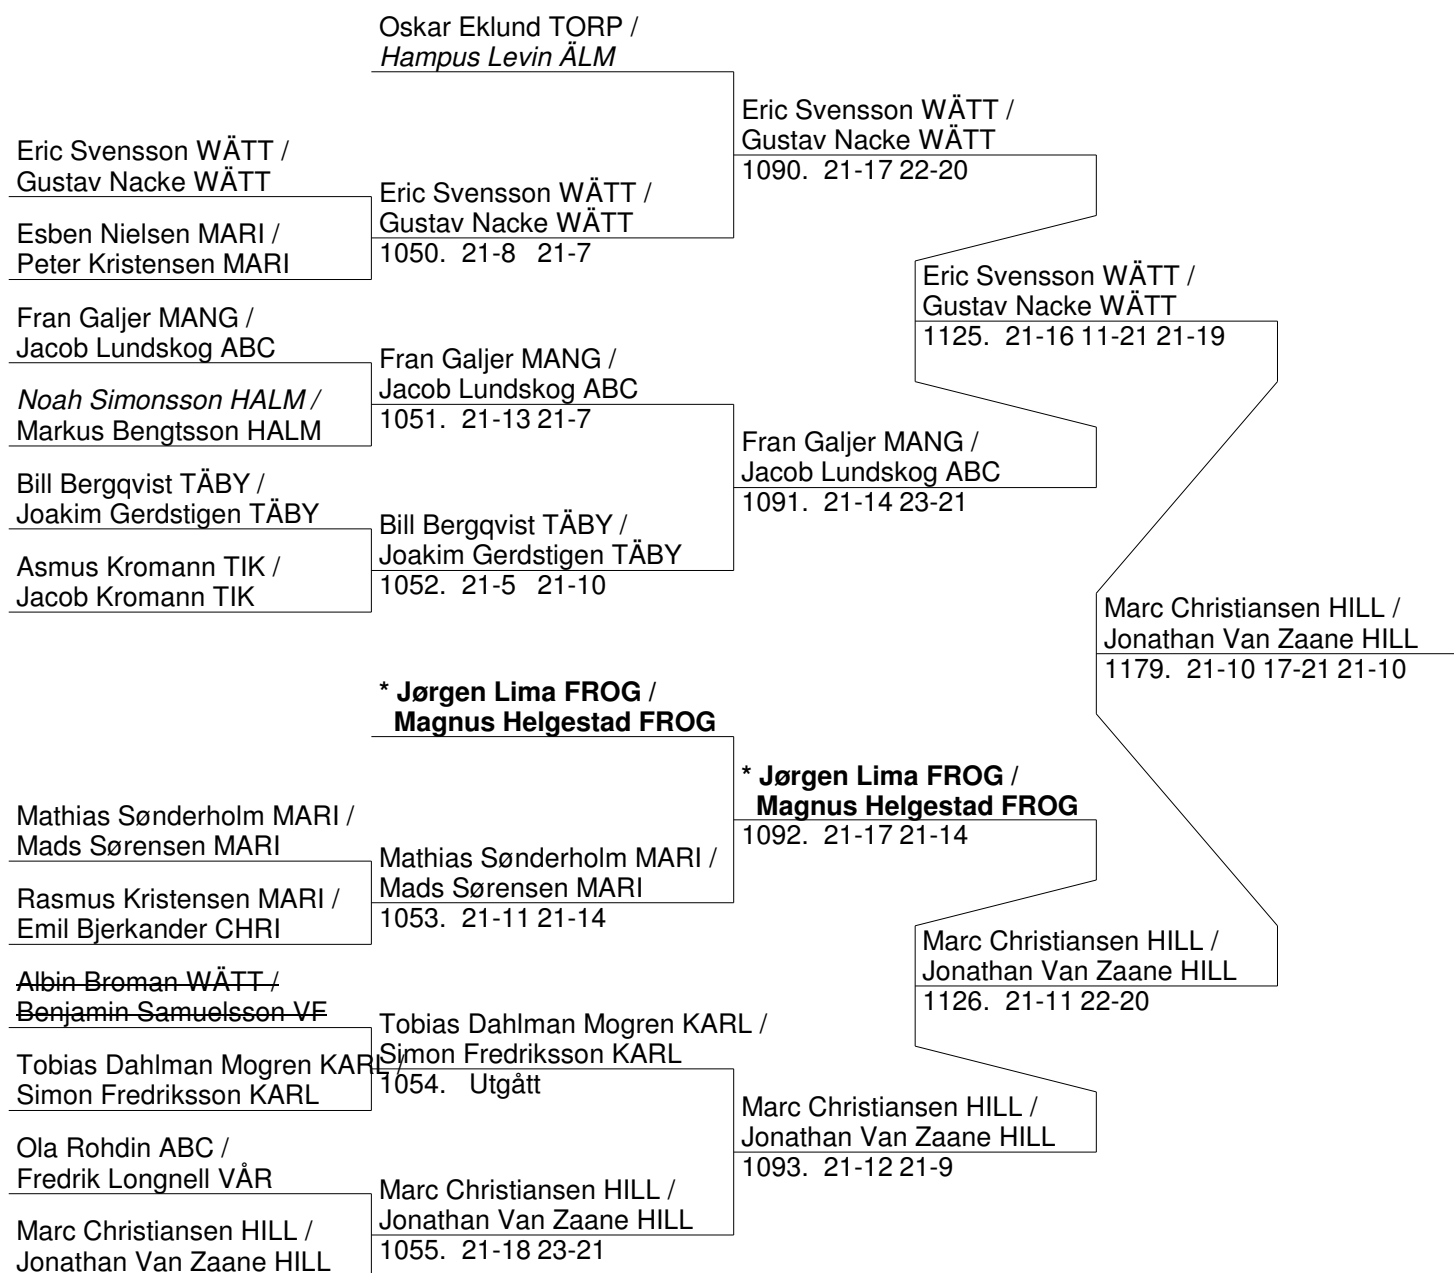 Oskar Eklund TORP /
Hampus Levin ÄLM
Eric Svensson WÄTT /
Gustav Nacke WÄTT
1090. 21-17 22-20
Eric Svensson WÄTT /
Gustav Nacke WÄTT
Eric Svensson WÄTT /
Gustav Nacke WÄTT
1050. 21-8 21-7
Esben Nielsen MARI /
Peter Kristensen MARI
Eric Svensson WÄTT /
Gustav Nacke WÄTT
1125. 21-16 11-21 21-19
Fran Galjer MANG /
Jacob Lundskog ABC
Fran Galjer MANG /
Jacob Lundskog ABC
1051. 21-13 21-7
Noah Simonsson HALM /
Markus Bengtsson HALM
Fran Galjer MANG /
Jacob Lundskog ABC
1091. 21-14 23-21
Bill Bergqvist TÄBY /
Joakim Gerdstigen TÄBY
Bill Bergqvist TÄBY /
Joakim Gerdstigen TÄBY
1052. 21-5 21-10
Asmus Kromann TIK /
Jacob Kromann TIK
Marc Christiansen HILL /
Jonathan Van Zaane HILL
1179. 21-10 17-21 21-10
* Jørgen Lima FROG /
Magnus Helgestad FROG
* Jørgen Lima FROG /
Magnus Helgestad FROG
1092. 21-17 21-14
Mathias Sønderholm MARI /
Mads Sørensen MARI
Mathias Sønderholm MARI /
Mads Sørensen MARI
1053. 21-11 21-14
Rasmus Kristensen MARI /
Emil Bjerkander CHRI
Marc Christiansen HILL /
Jonathan Van Zaane HILL
1126. 21-11 22-20
Albin Broman WÄTT /
Benjamin Samuelsson VF
Tobias Dahlman Mogren KARL /
Simon Fredriksson KARL
1054. Utgått
Tobias Dahlman Mogren KARL /
Simon Fredriksson KARL
Marc Christiansen HILL /
Jonathan Van Zaane HILL
1093. 21-12 21-9
Ola Rohdin ABC /
Fredrik Longnell VÅR
Marc Christiansen HILL /
Jonathan Van Zaane HILL
1055. 21-18 23-21
Marc Christiansen HILL /
Jonathan Van Zaane HILL